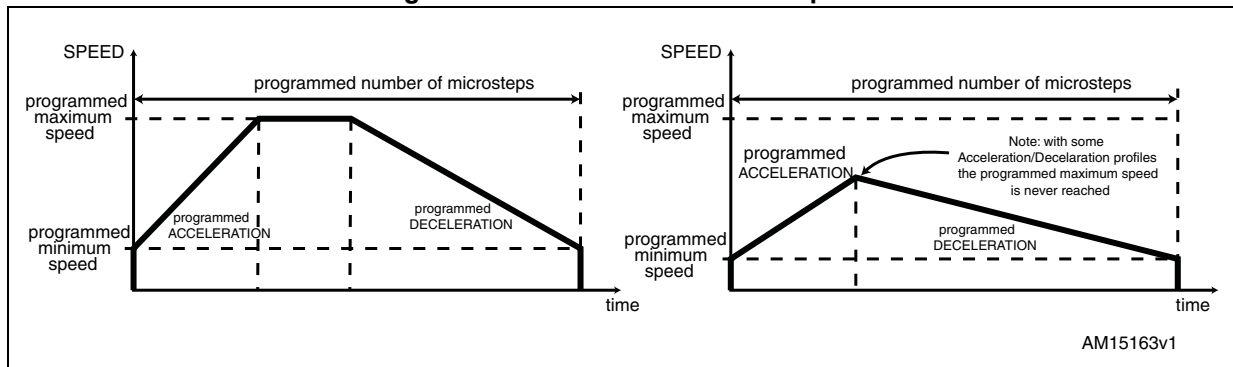 SPEED
programmed number of microsteps
programmed
maximum
speed
programmed
ACCELERATION
programmed
DECELERATION
programmed
minimum
speed
time
SPEED
programmed number of microsteps
programmed
maximum
speed
Note: with some
Acceleration/Decelaration profiles
the programmed maximum speed
is never reached
programmed
ACCELERATION
programmed
DECELERATION
programmed
minimum
speed
time
AM15163v1